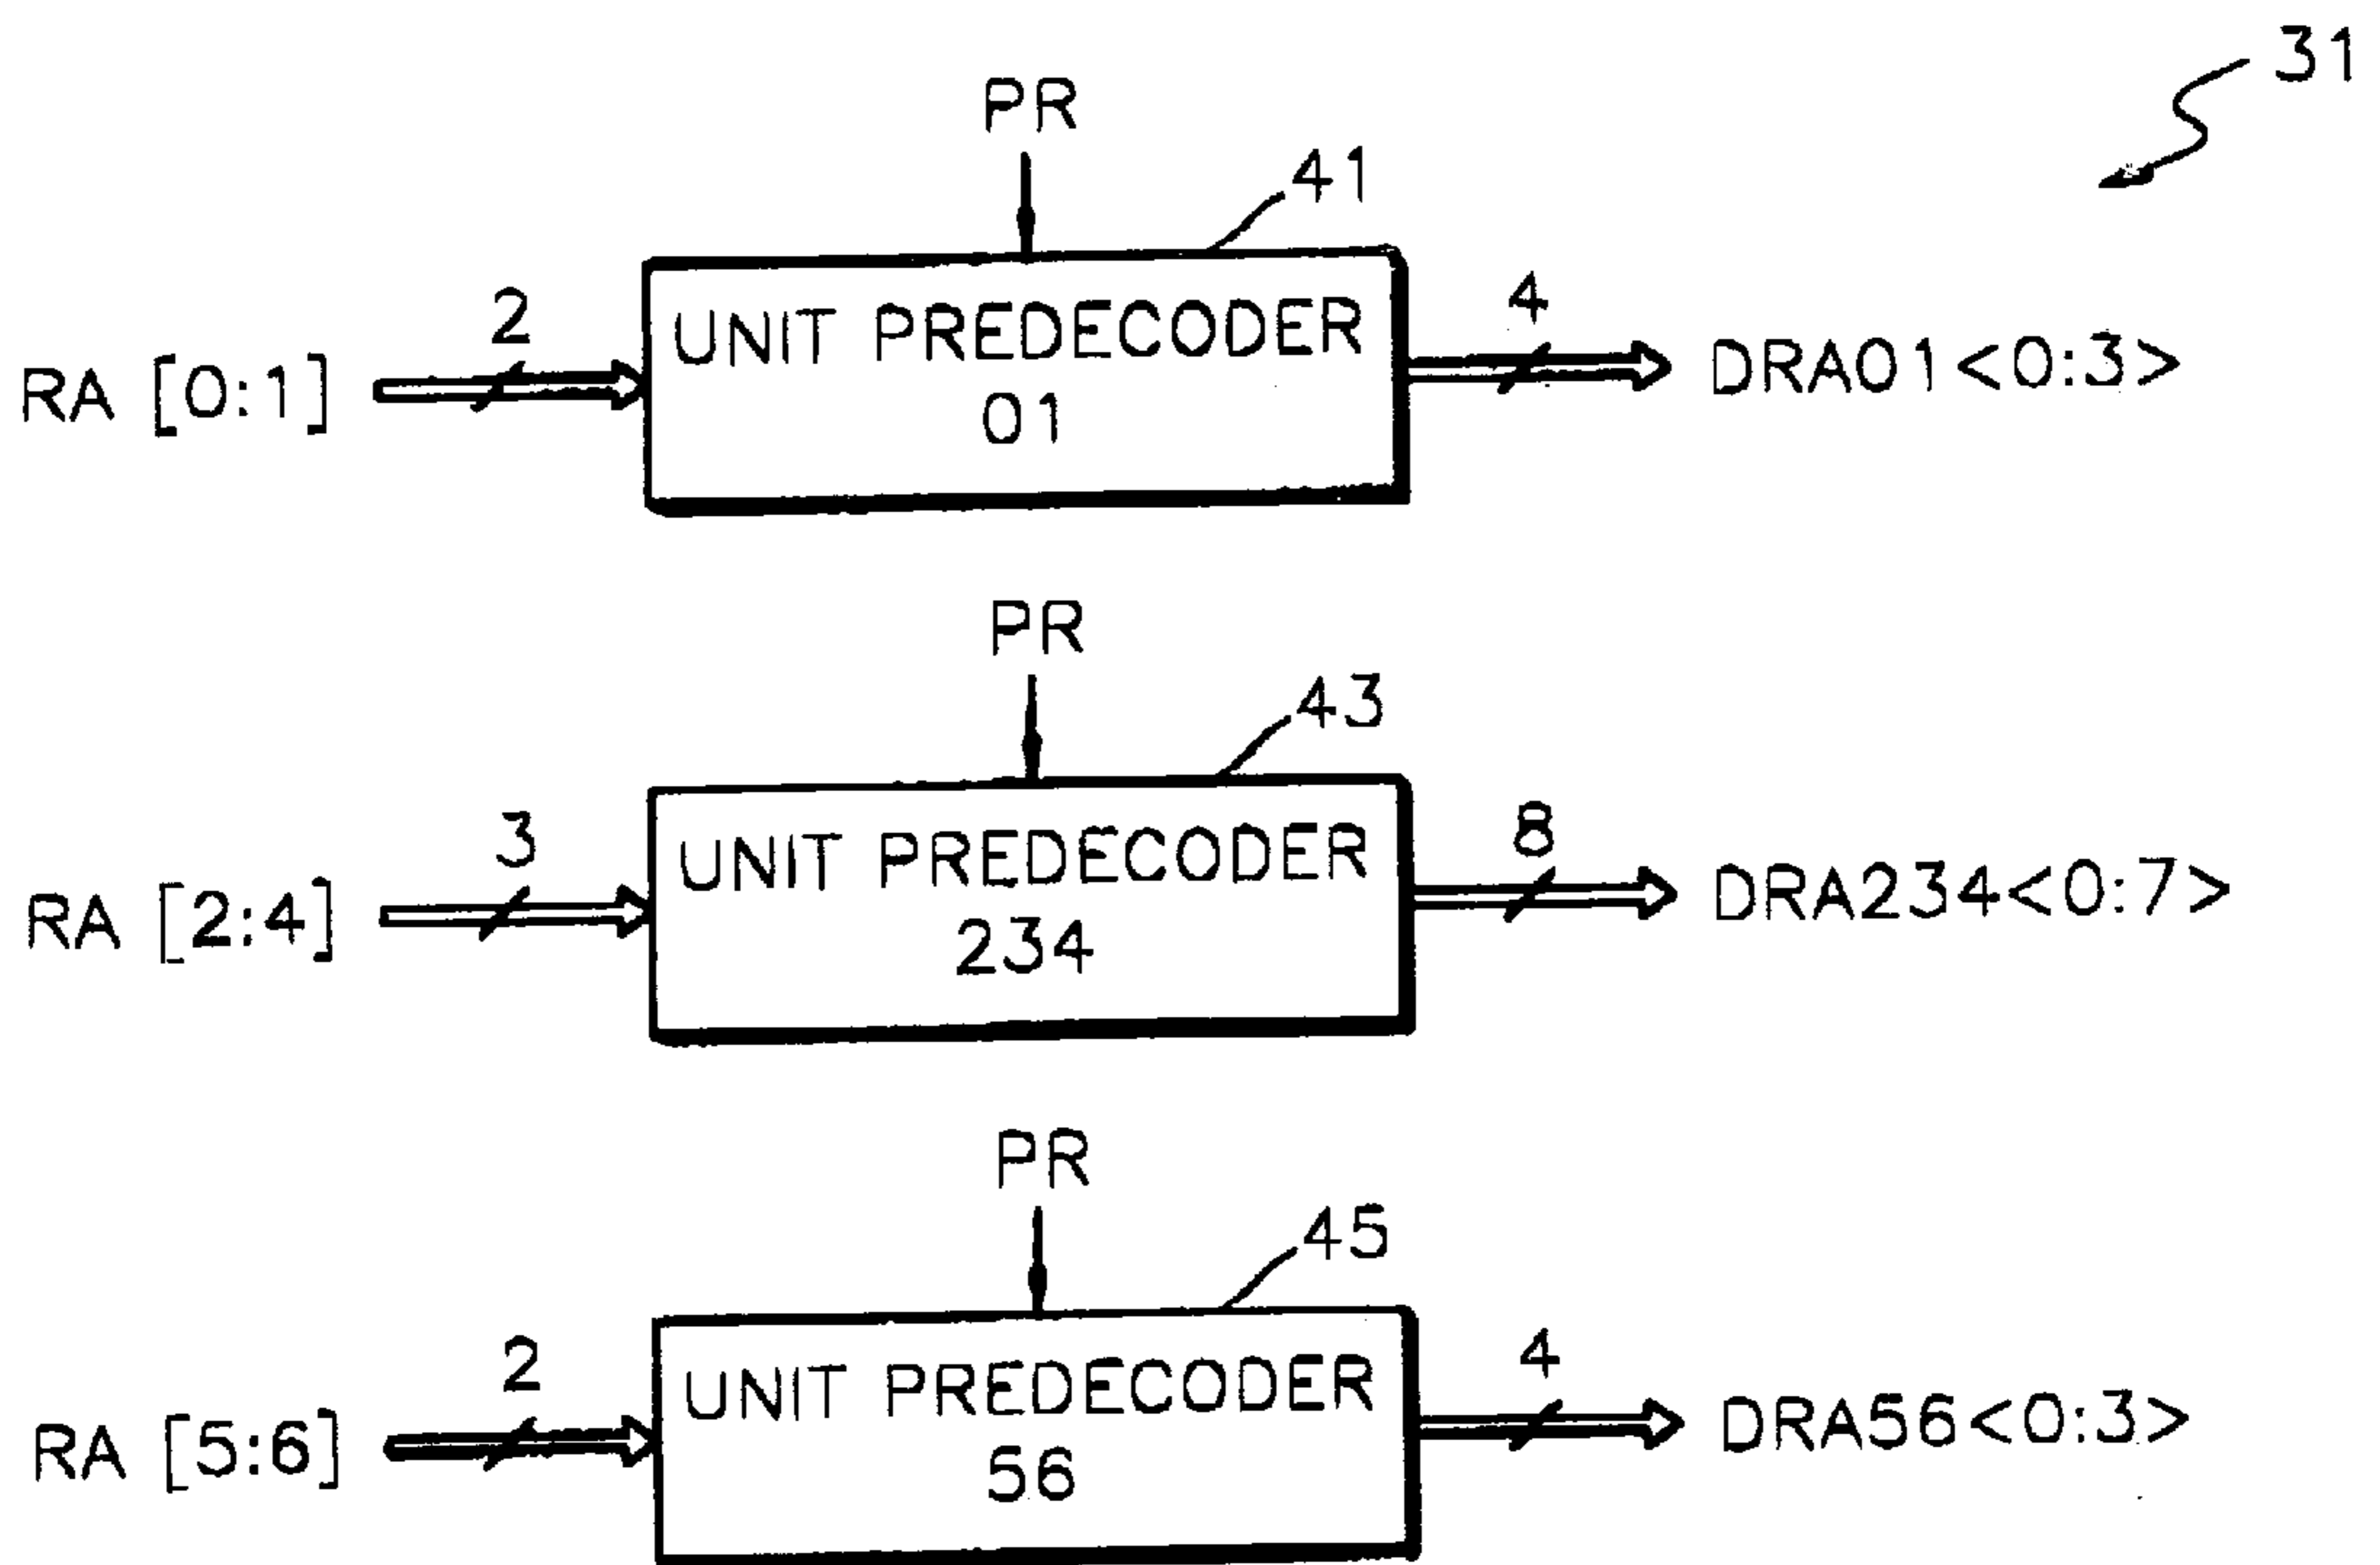 31
PR
41
RA [0:1]
2
UNIT PREDECODER
01
4
DRA01<0:3>
PR
43
RA [2:4]
3
UNIT PREDECODER
234
8
DRA234<0:7>
PR
45
RA [5:6]
2
UNIT PREDECODER
56
4
DRA56<0:3>